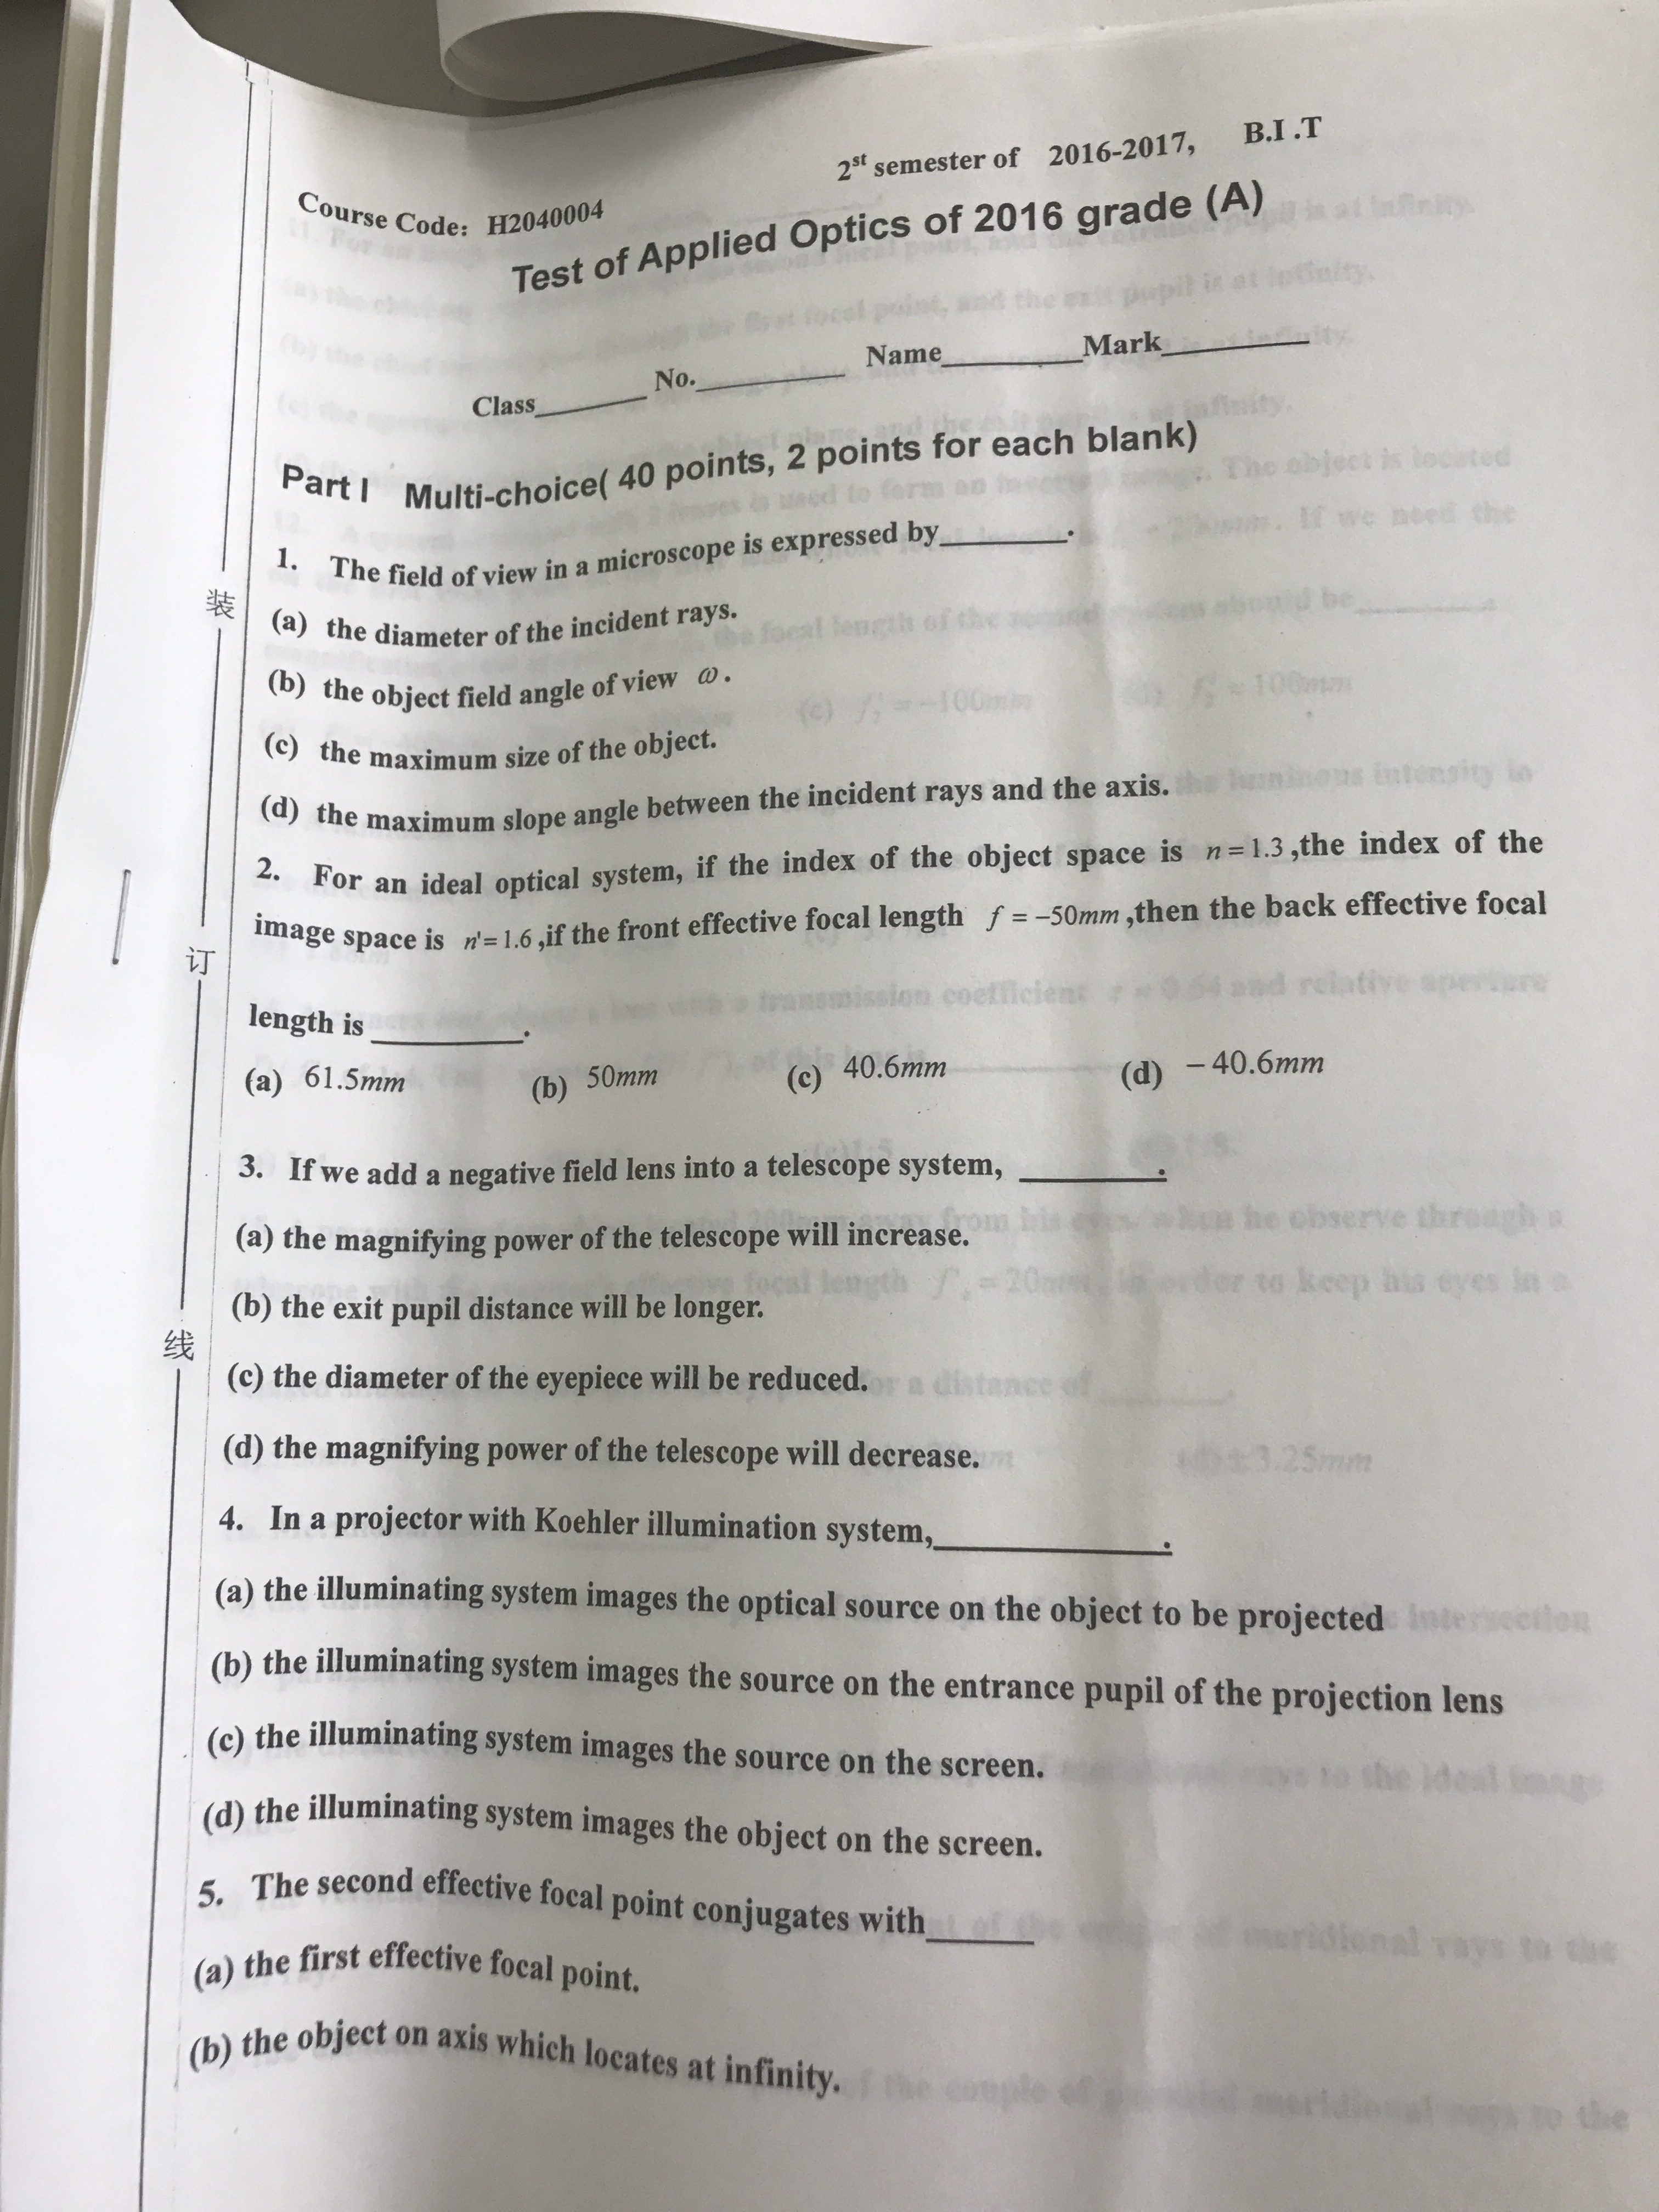 2st semester of 2016-2017, B.I .T
Course Code: H2040004
Test of Applied Optics of 2016 grade (A)
Class________ No.________ Name________Mark________
Part I Multi-choice( 40 points, 2 points for each blank)
1. The field of view in a microscope is expressed by________.
(a) the diameter of the incident rays.
(b) the object field angle of view ω.
(c) the maximum size of the object.
(d) the maximum slope angle between the incident rays and the axis.
2. For an ideal optical system, if the index of the object space is n = 1.3 ,the index of the
image space is n'= 1.6 ,if the front effective focal length f = −50mm ,then the back effective focal
length is ________.
(a) 61.5mm (b) 50mm (c) 40.6mm (d) − 40.6mm
3. If we add a negative field lens into a telescope system, ________.
(a) the magnifying power of the telescope will increase.
(b) the exit pupil distance will be longer.
(c) the diameter of the eyepiece will be reduced.
(d) the magnifying power of the telescope will decrease.
4. In a projector with Koehler illumination system,________.
(a) the illuminating system images the optical source on the object to be projected
(b) the illuminating system images the source on the entrance pupil of the projection lens
(c) the illuminating system images the source on the screen.
(d) the illuminating system images the object on the screen.
5. The second effective focal point conjugates with______
(a) the first effective focal point.
(b) the object on axis which locates at infinity.
装
订
线